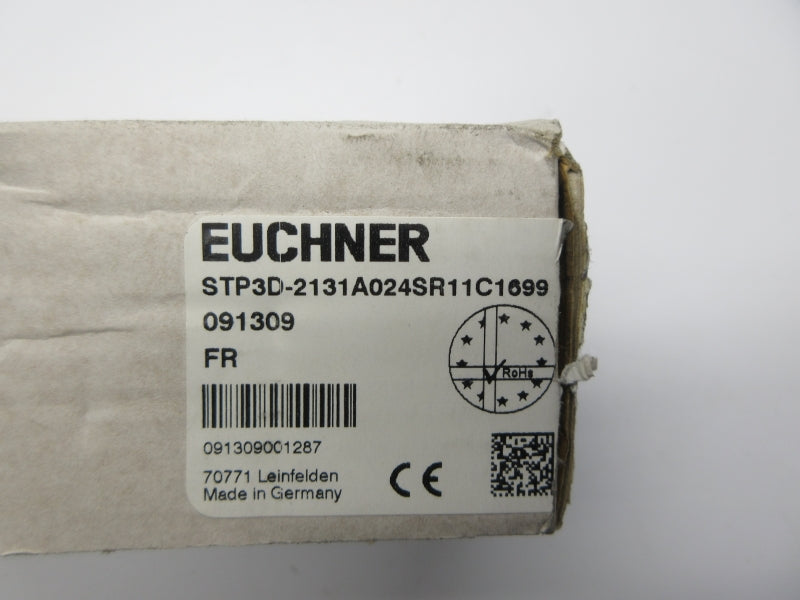 EUCHNER
STP3D-2131A024SR11C1699
091309
FR
RoHs
091309001287
70771 Leinfelden
Made in Germany
CE